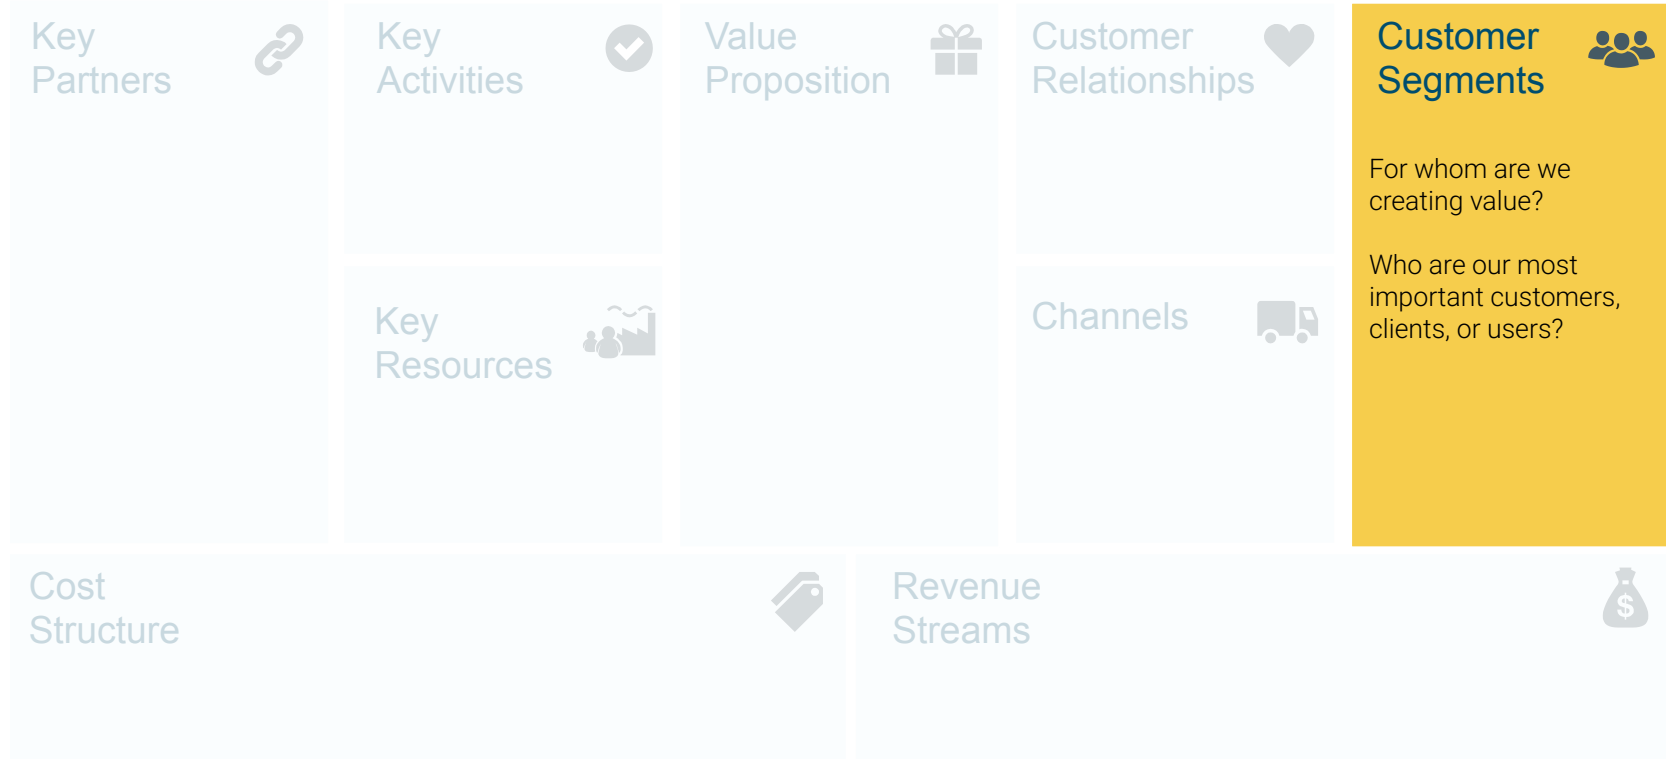 Key
Partners
Key
Activities
Key
Resources
Value
Proposition
Customer
Relationships
Channels
Customer
Segments
For whom are we
creating value?
Who are our most
important customers,
clients, or users?
Cost
Structure
Revenue
Streams
$